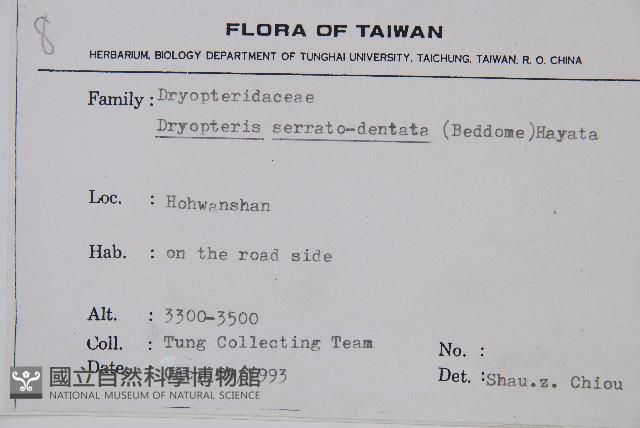 8
FLORA OF TAIWAN
HERBARIUM, BIOLOGY DEPARTMENT OF TUNGHAI UNIVERSITY, TAICHUNG, TAIWAN, R. O. CHINA
Family : Dryopteridaceae
Dryopteris serrato-dentata (Beddome)Hayata
Loc. : Hohwanshan
Hab. : on the road side
Alt. : 3300-3500
Coll. : Tung Collecting Team
No. :
Date 1993
Det. : Shau.z. Chiou
國立自然科學博物館
NATIONAL MUSEUM OF NATURAL SCIENCE